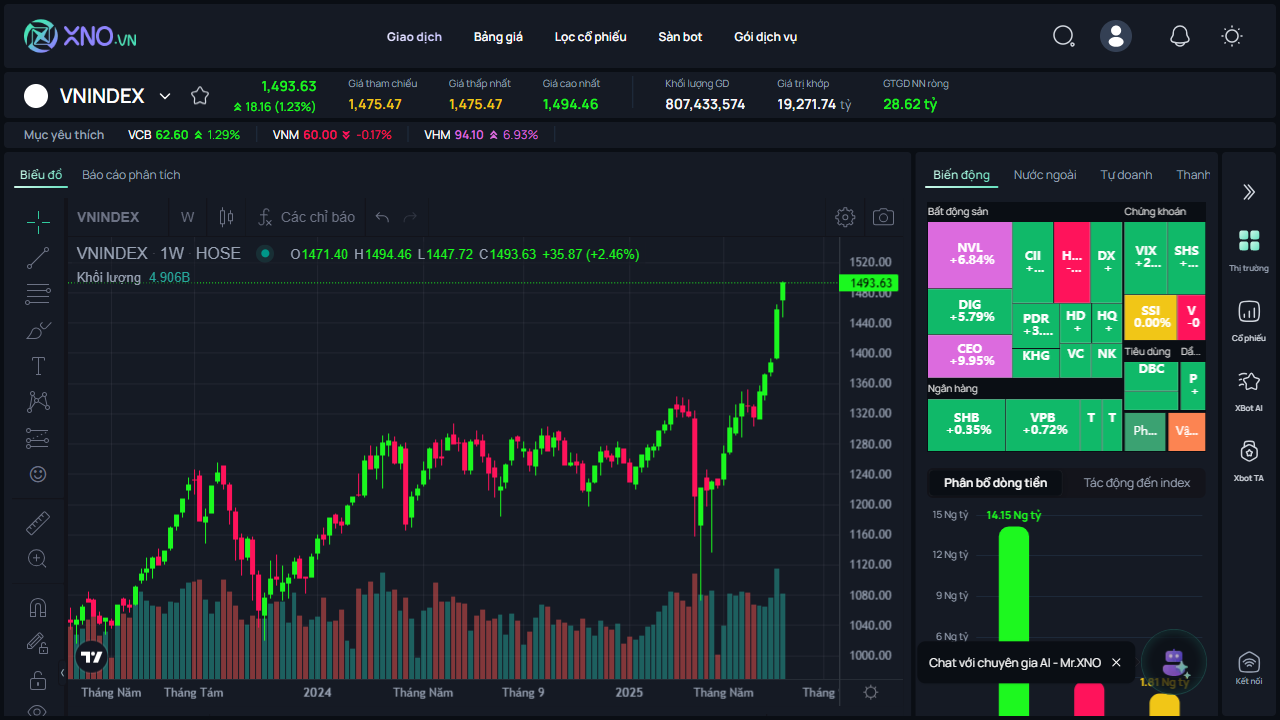 XNO.VN
Giao dịch Bảng giá Lọc cổ phiếu Sàn bot Gói dịch vụ
VNINDEX
1,493.63
18.16 (1.23%)
Giá tham chiếu
1,475.47
Giá thấp nhất
1,475.47
Giá cao nhất
1,494.46
Khối lượng GD
807,433,574
Giá trị khớp
19,271.74 tỷ
GTGD NN ròng
28.62 tỷ
Mục yêu thích VCB 62.60 1.29% VNM 60.00 -0.17% VHM 94.10 6.93%
Biểu đồ Báo cáo phân tích
VNINDEX W Các chỉ báo
VNINDEX · 1W · HOSE O1471.40 H1494.46 L1447.72 C1493.63 +35.87 (+2.46%)
Khối lượng 4.906B
1520.00
1493.63
1480.00
1440.00
1400.00
1360.00
1320.00
1280.00
1240.00
1200.00
1160.00
1120.00
1080.00
1040.00
1000.00
Tháng Năm Tháng Tám 2024 Tháng Năm Tháng 9 2025 Tháng Năm Tháng
Biến động Nước ngoài Tự doanh Thanh
Bất động sản
NVL
+6.84%
DIG
+5.79%
CEO
+9.95%
CII
+...
H...
-...
DX
+
PDR
+3....
HD
+
HQ
+
KHG
VC
NK
Chứng khoán
VIX
+2...
SHS
+...
SSI
0.00%
V
-0
Tiêu dùng
DBC
Dầ...
P
+
Ph...
Vậ...
Ngân hàng
SHB
+0.35%
VPB
+0.72%
T
T
Phân bổ dòng tiền Tác động đến index
15 Ng tỷ
14.15 Ng tỷ
12 Ng tỷ
9 Ng tỷ
6 Ng tỷ
1.81 Ng tỷ
Chat với chuyên gia AI - Mr.XNO
Thị trường
Cổ phiếu
XBot AI
Xbot TA
Kết nối